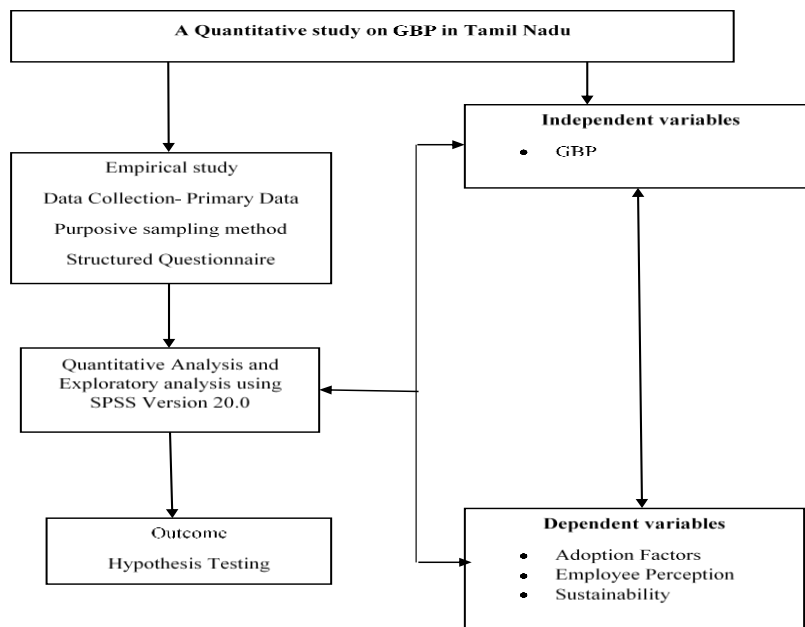 A Quantitative study on GBP in Tamil Nadu
Independent variables
• GBP
Empirical study
Data Collection- Primary Data
Purposive sampling method
Structured Questionnaire
Quantitative Analysis and
Exploratory analysis using
SPSS Version 20.0
Outcome
Hypothesis Testing
Dependent variables
• Adoption Factors
• Employee Perception
• Sustainability